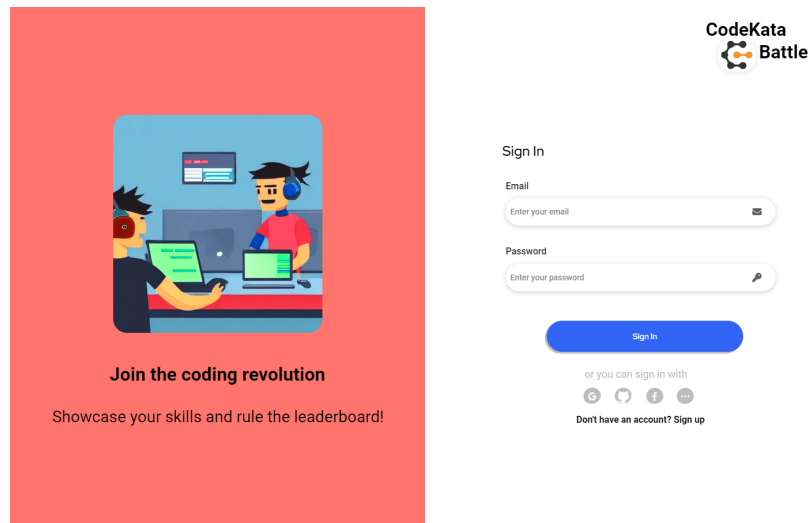 CodeKata
Battle
Join the coding revolution
Showcase your skills and rule the leaderboard!
Sign In
Email
Enter your email
Password
Enter your password
Sign In
or you can sign in with
Don't have an account? Sign up